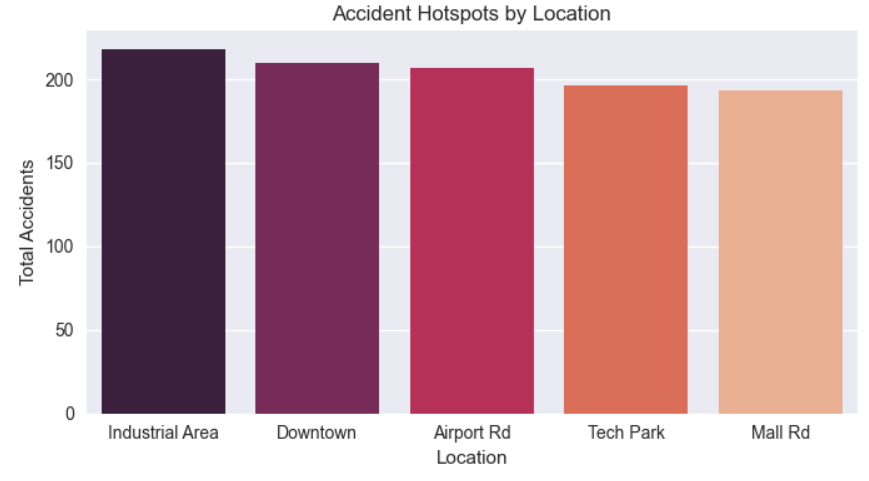 Accident Hotspots by Location
Total Accidents
200
150
100
50
0
Industrial Area
Downtown
Airport Rd
Tech Park
Mall Rd
Location